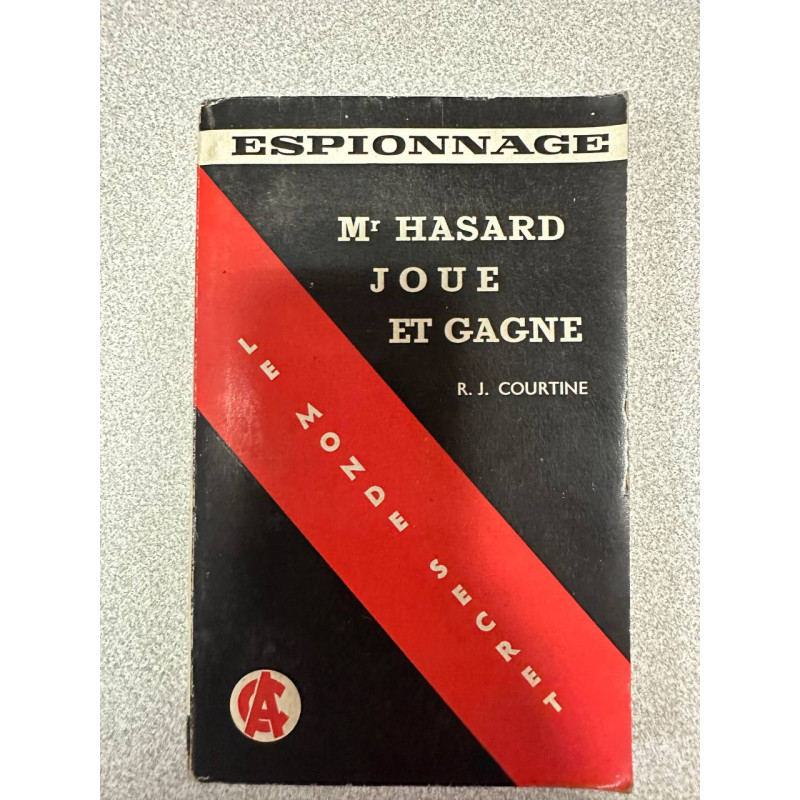 ESPIONNAGE
Mr HASARD
JOUE
ET GAGNE
R. J. COURTINE
LE MONDE SECRET